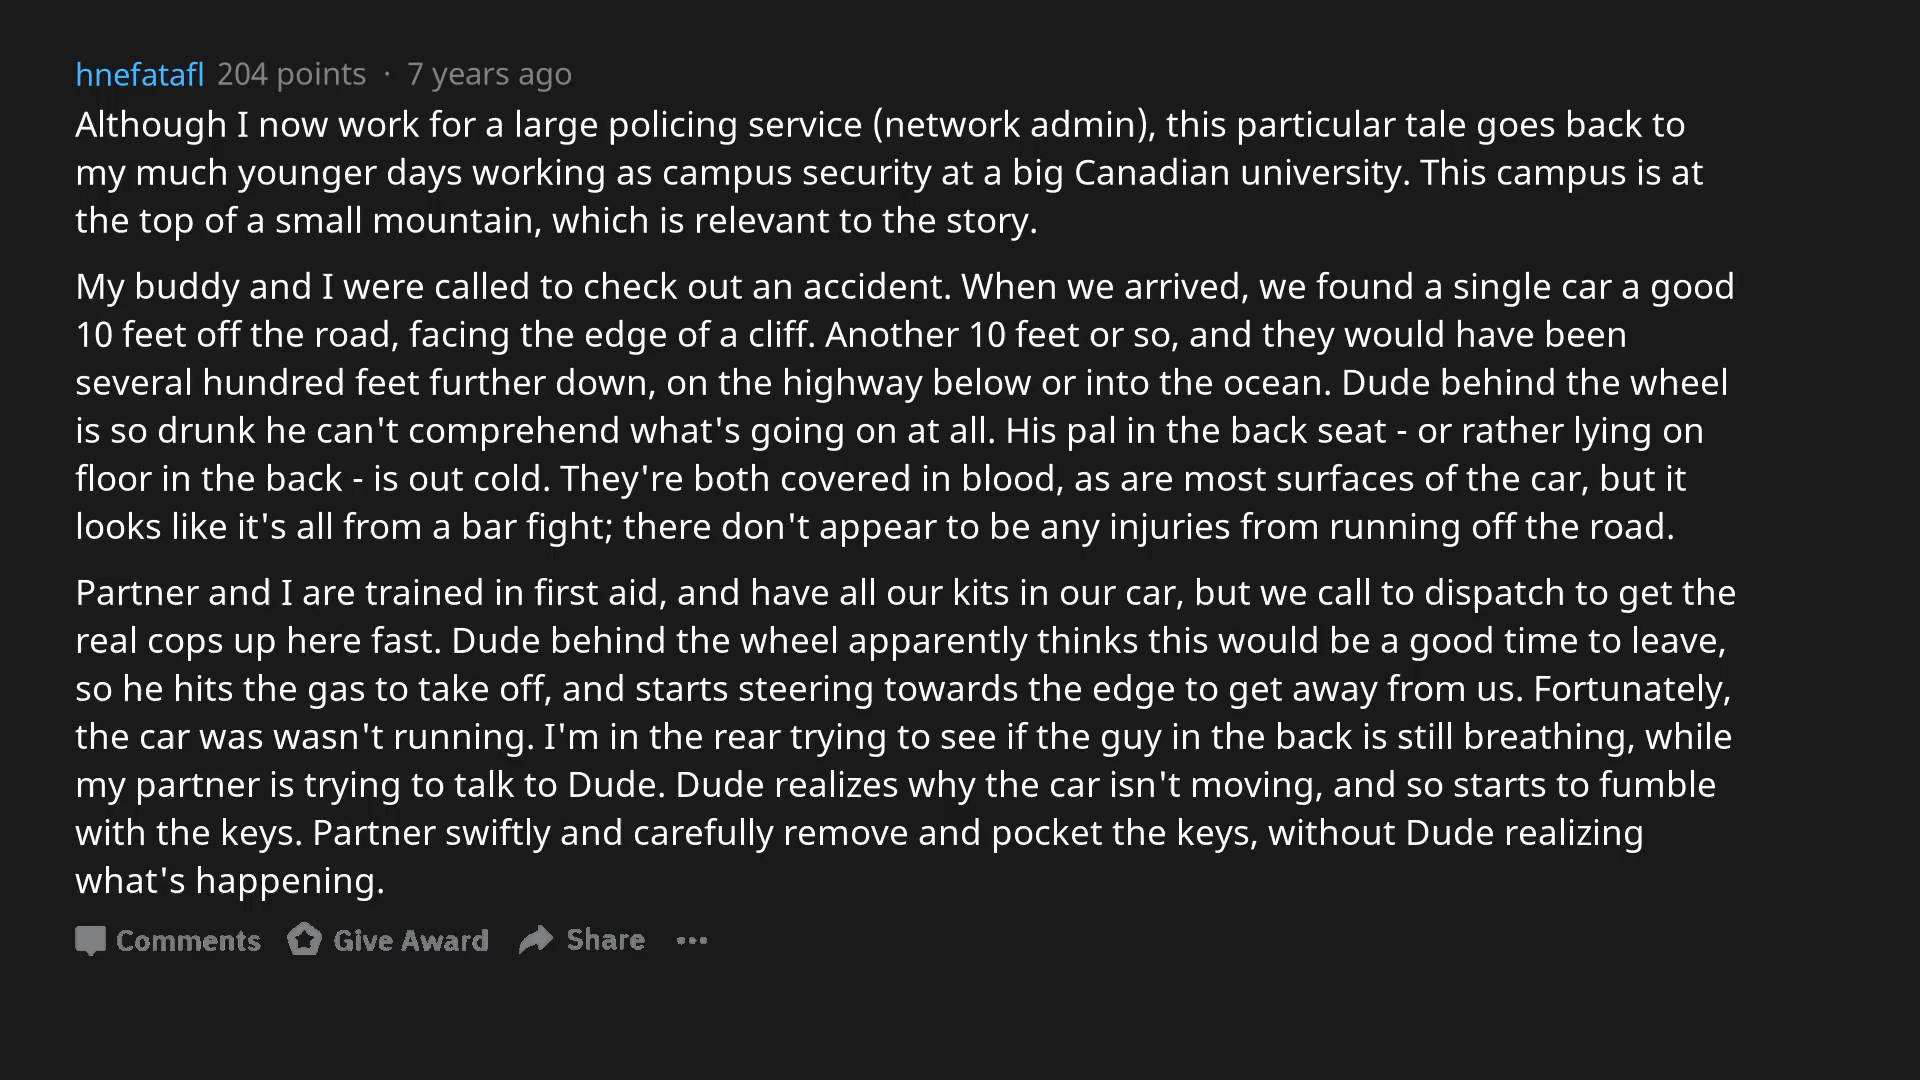 hnefatafl 204 points · 7 years ago
Although I now work for a large policing service (network admin), this particular tale goes back to
my much younger days working as campus security at a big Canadian university. This campus is at
the top of a small mountain, which is relevant to the story.
My buddy and I were called to check out an accident. When we arrived, we found a single car a good
10 feet off the road, facing the edge of a cliff. Another 10 feet or so, and they would have been
several hundred feet further down, on the highway below or into the ocean. Dude behind the wheel
is so drunk he can't comprehend what's going on at all. His pal in the back seat - or rather lying on
floor in the back - is out cold. They're both covered in blood, as are most surfaces of the car, but it
looks like it's all from a bar fight; there don't appear to be any injuries from running off the road.
Partner and I are trained in first aid, and have all our kits in our car, but we call to dispatch to get the
real cops up here fast. Dude behind the wheel apparently thinks this would be a good time to leave,
so he hits the gas to take off, and starts steering towards the edge to get away from us. Fortunately,
the car was wasn't running. I'm in the rear trying to see if the guy in the back is still breathing, while
my partner is trying to talk to Dude. Dude realizes why the car isn't moving, and so starts to fumble
with the keys. Partner swiftly and carefully remove and pocket the keys, without Dude realizing
what's happening.
Comments Give Award Share ...